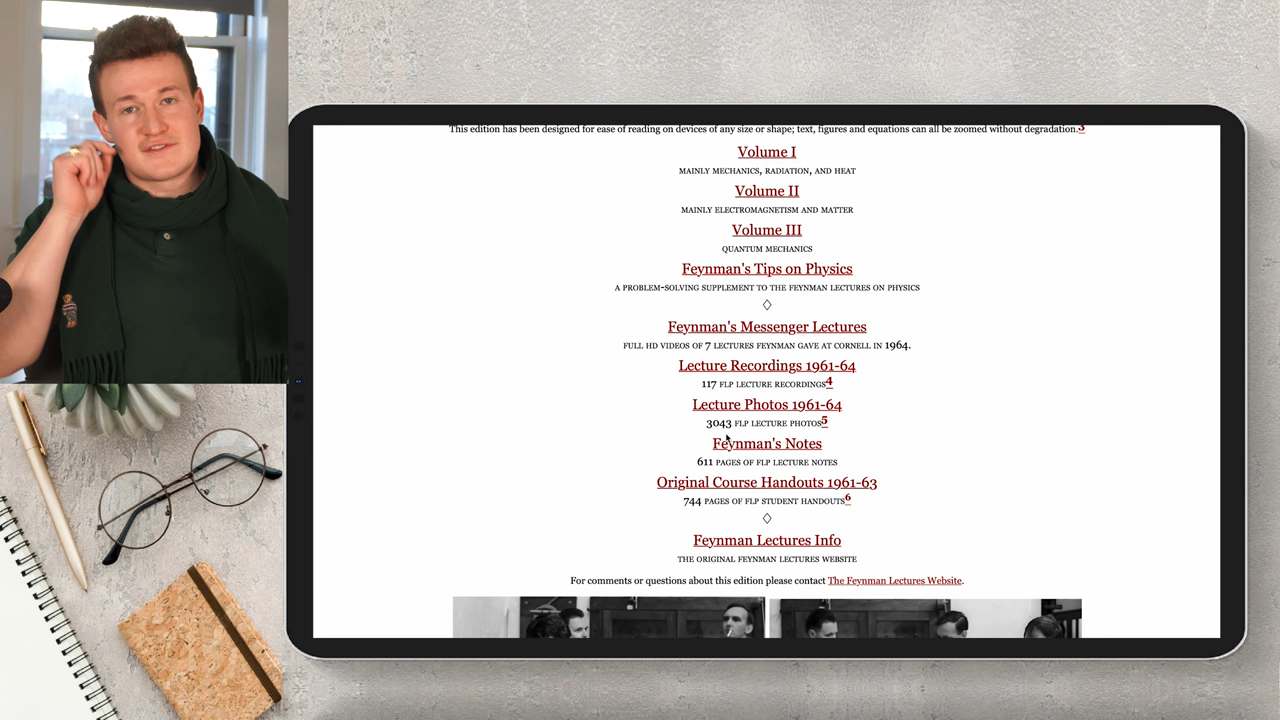 This edition has been designed for ease of reading on devices of any size or shape; text, figures and equations can all be zoomed without degradation.3
Volume I
MAINLY MECHANICS, RADIATION, AND HEAT
Volume II
MAINLY ELECTROMAGNETISM AND MATTER
Volume III
QUANTUM MECHANICS
Feynman's Tips on Physics
A PROBLEM-SOLVING SUPPLEMENT TO THE FEYNMAN LECTURES ON PHYSICS
◊
Feynman's Messenger Lectures
FULL HD VIDEOS OF 7 LECTURES FEYNMAN GAVE AT CORNELL IN 1964.
Lecture Recordings 1961-64
117 FLP LECTURE RECORDINGS4
Lecture Photos 1961-64
3043 FLP LECTURE PHOTOS5
Feynman's Notes
611 PAGES OF FLP LECTURE NOTES
Original Course Handouts 1961-63
744 PAGES OF FLP STUDENT HANDOUTS6
◊
Feynman Lectures Info
THE ORIGINAL FEYNMAN LECTURES WEBSITE
For comments or questions about this edition please contact The Feynman Lectures Website.